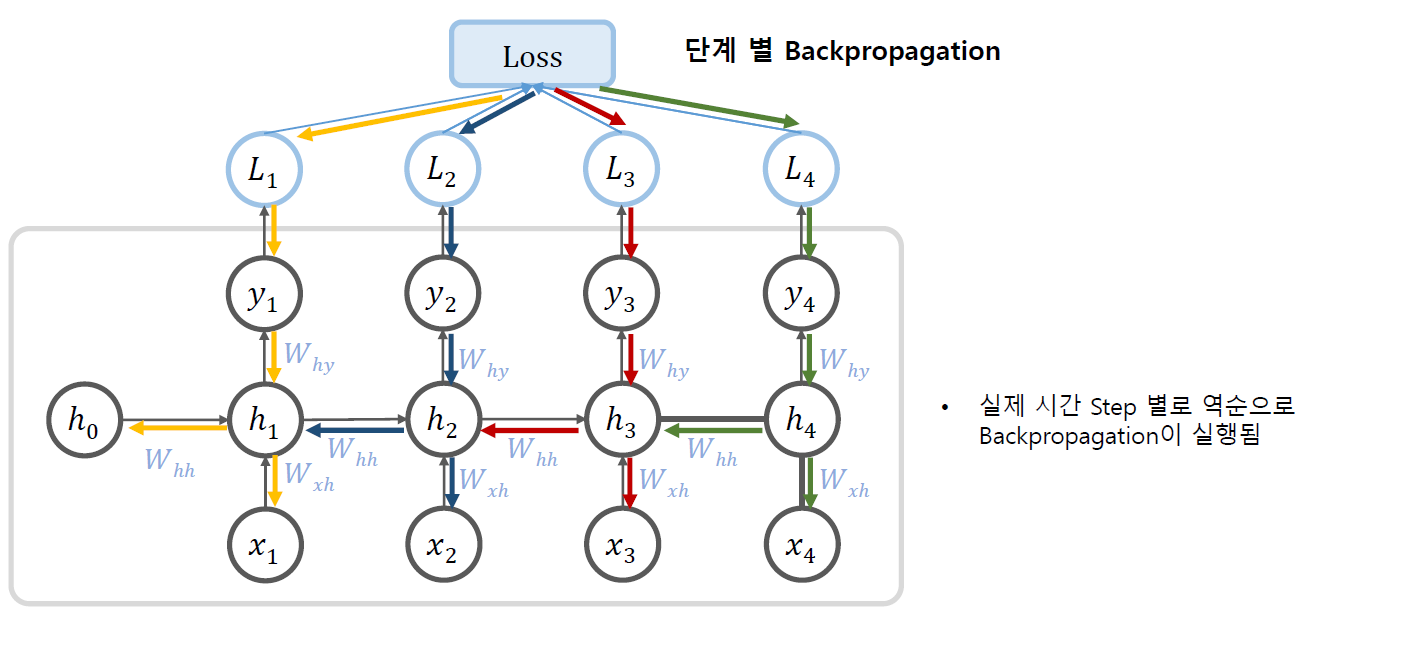 Loss
단계 별 Backpropagation
L1 L2 L3 L4
y1 y2 y3 y4
Why Why Why Why
h0 h1 h2 h3 h4
Whh Whh Whh Whh
Wxh Wxh Wxh Wxh
x1 x2 x3 x4
• 실제 시간 Step 별로 역순으로
Backpropagation이 실행됨